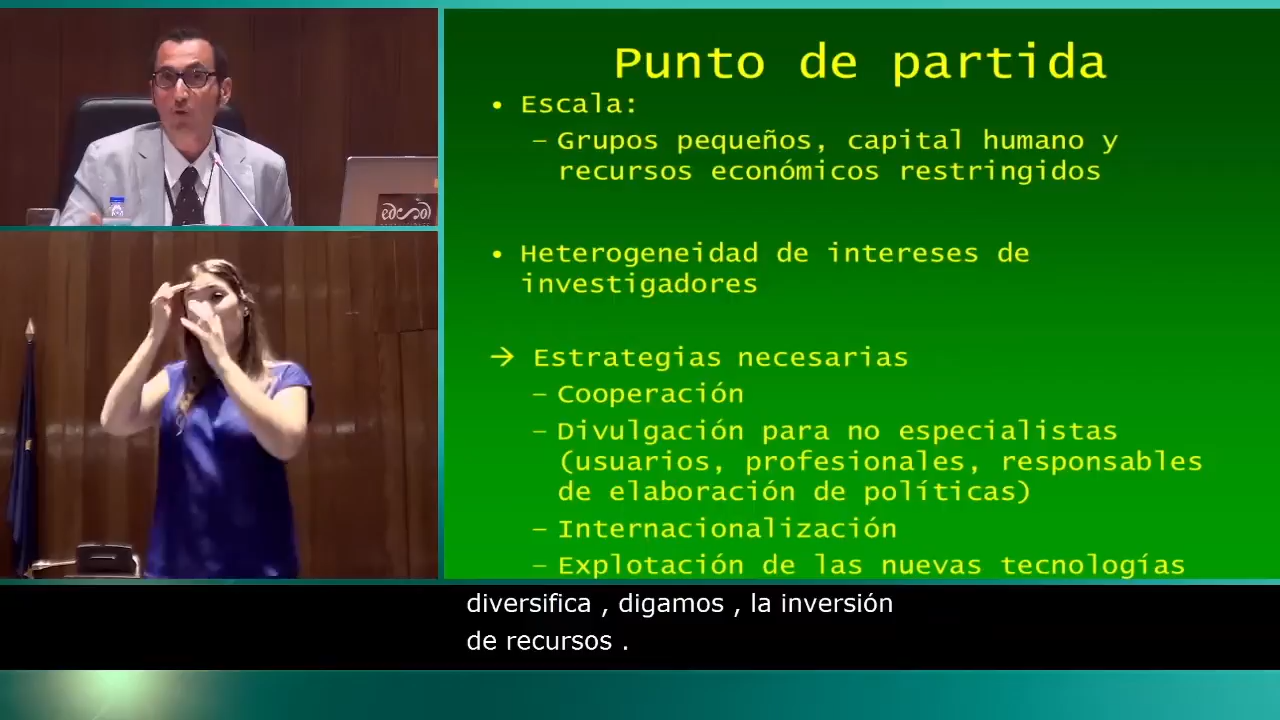 Punto de partida
• Escala:
– Grupos pequeños, capital humano y
recursos económicos restringidos
• Heterogeneidad de intereses de
investigadores
→ Estrategias necesarias
– Cooperación
– Divulgación para no especialistas
(usuarios, profesionales, responsables
de elaboración de políticas)
– Internacionalización
– Explotación de las nuevas tecnologías
diversifica , digamos , la inversión
de recursos .